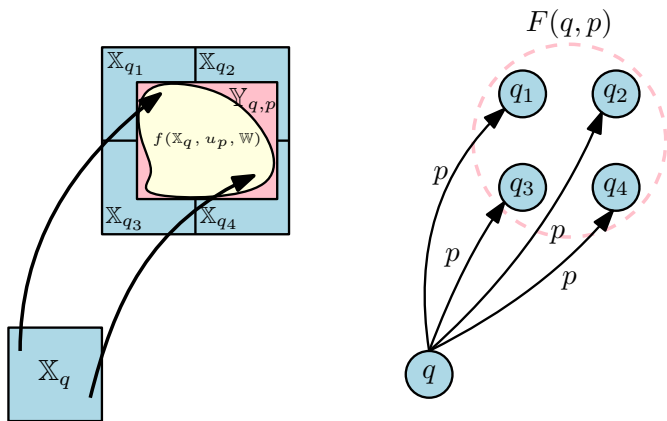 F(q, p)
𝕏_{q_1} 𝕏_{q_2}
𝕐_{q,p}
f(𝕏_q, u_p, 𝕎)
𝕏_{q_3} 𝕏_{q_4}
𝕏_q
q_1 q_2
q_3 q_4
p
p
p
p
q